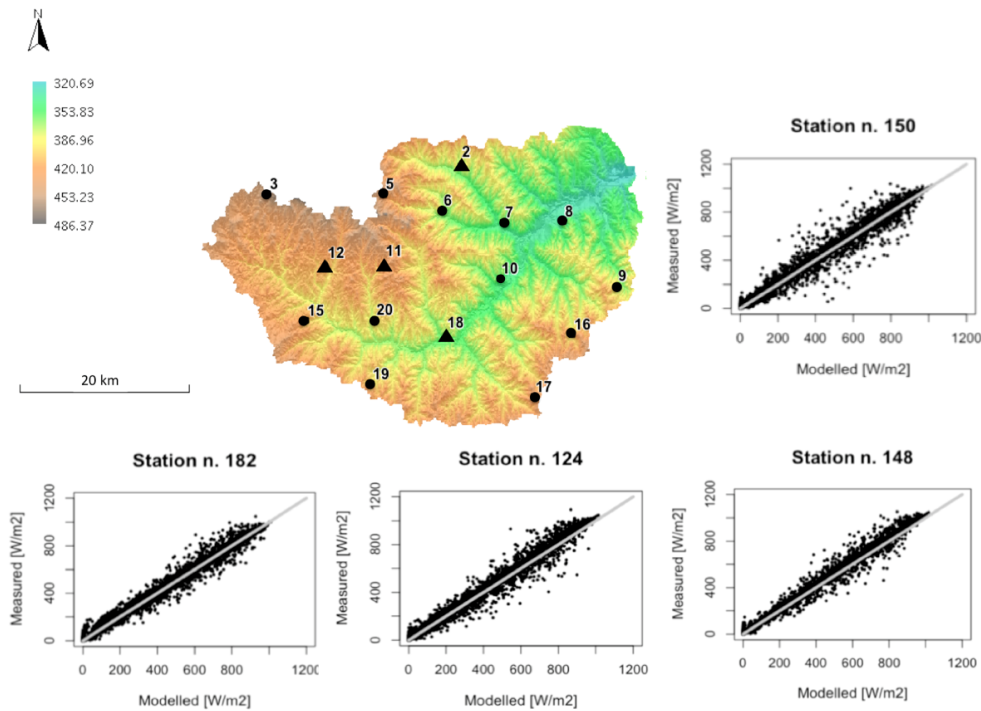 N
320.69
353.83
386.96
420.10
453.23
486.37
2
3
5
6
7
8
12
11
10
9
15
20
18
16
19
17
20 km
Station n. 150
Measured [W/m2]
0 400 800 1200
0 200 400 600 800 1200
Modelled [W/m2]
Station n. 182
Measured [W/m2]
0 400 800 1200
0 200 400 600 800 1200
Modelled [W/m2]
Station n. 124
Measured [W/m2]
0 400 800 1200
0 200 400 600 800 1200
Modelled [W/m2]
Station n. 148
Measured [W/m2]
0 400 800 1200
0 200 400 600 800 1200
Modelled [W/m2]